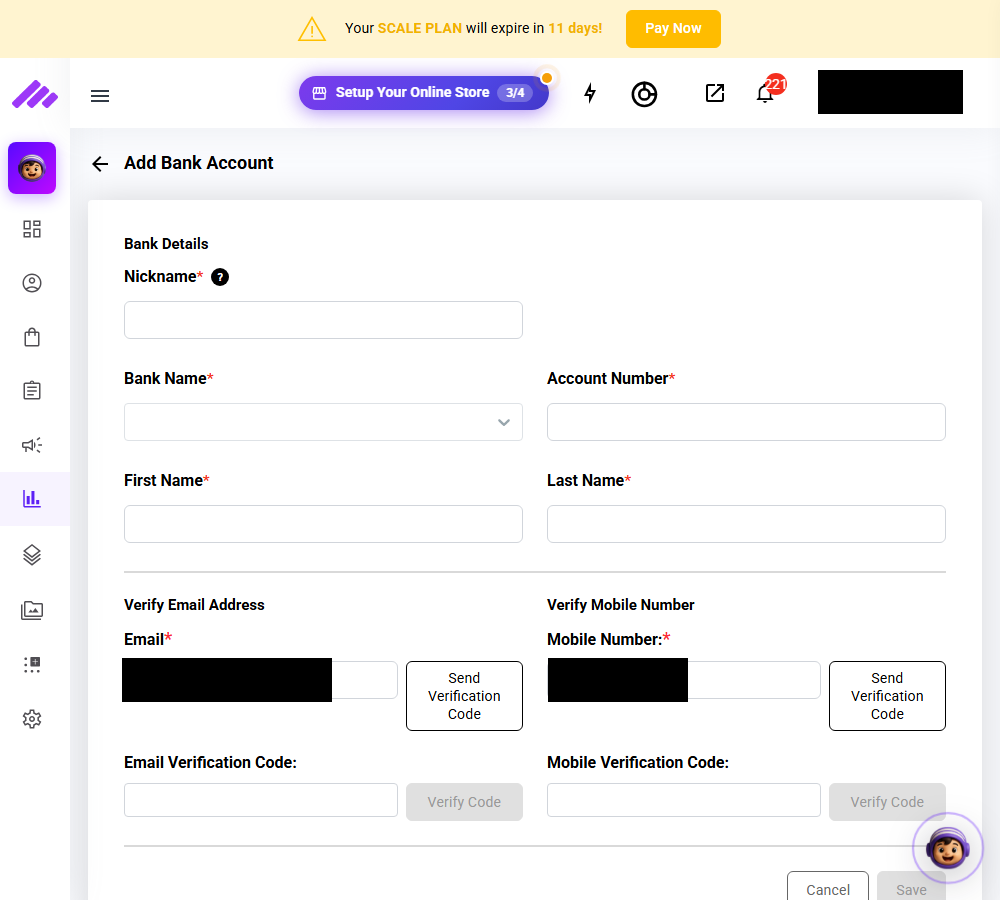 Your SCALE PLAN will expire in 11 days!
Pay Now
Setup Your Online Store 3/4
221
Add Bank Account
Bank Details
Nickname* ?
Bank Name*
Account Number*
First Name*
Last Name*
Verify Email Address
Verify Mobile Number
Email*
Mobile Number:*
Send
Verification
Code
Send
Verification
Code
Email Verification Code:
Mobile Verification Code:
Verify Code
Verify Code
Cancel
Save